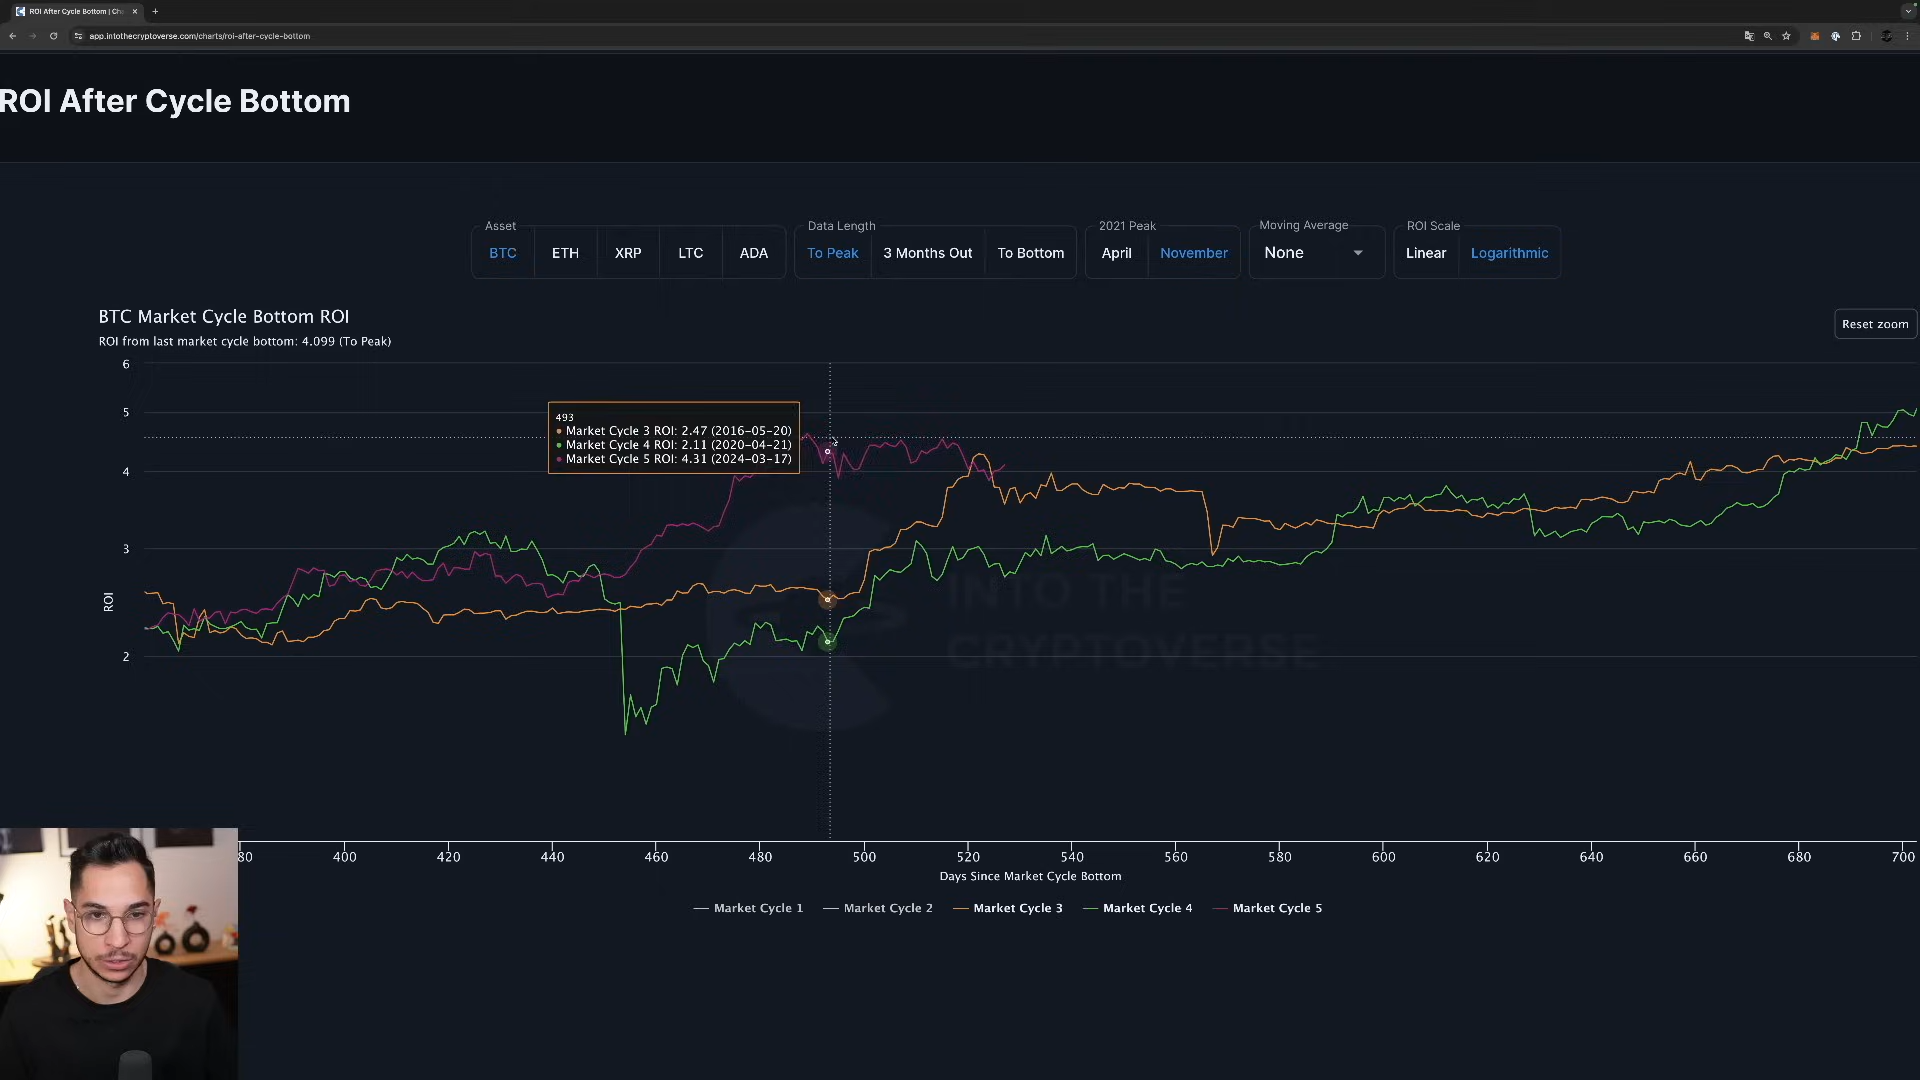 ROI After Cycle Bottom | Ch
app.intothecryptoverse.com/charts/roi-after-cycle-bottom
ROI After Cycle Bottom
Asset
BTC ETH XRP LTC ADA
Data Length
To Peak 3 Months Out To Bottom
2021 Peak
April November
Moving Average
None
ROI Scale
Linear Logarithmic
BTC Market Cycle Bottom ROI
ROI from last market cycle bottom: 4.099 (To Peak)
Reset zoom
6
5
4
3
2
ROI
493
Market Cycle 3 ROI: 2.47 (2016-05-20)
Market Cycle 4 ROI: 2.11 (2020-04-21)
Market Cycle 5 ROI: 4.31 (2024-03-17)
INTO THE
CRYPTOVERSE
80 400 420 440 460 480 500 520 540 560 580 600 620 640 660 680 700
Days Since Market Cycle Bottom
Market Cycle 1 Market Cycle 2 Market Cycle 3 Market Cycle 4 Market Cycle 5